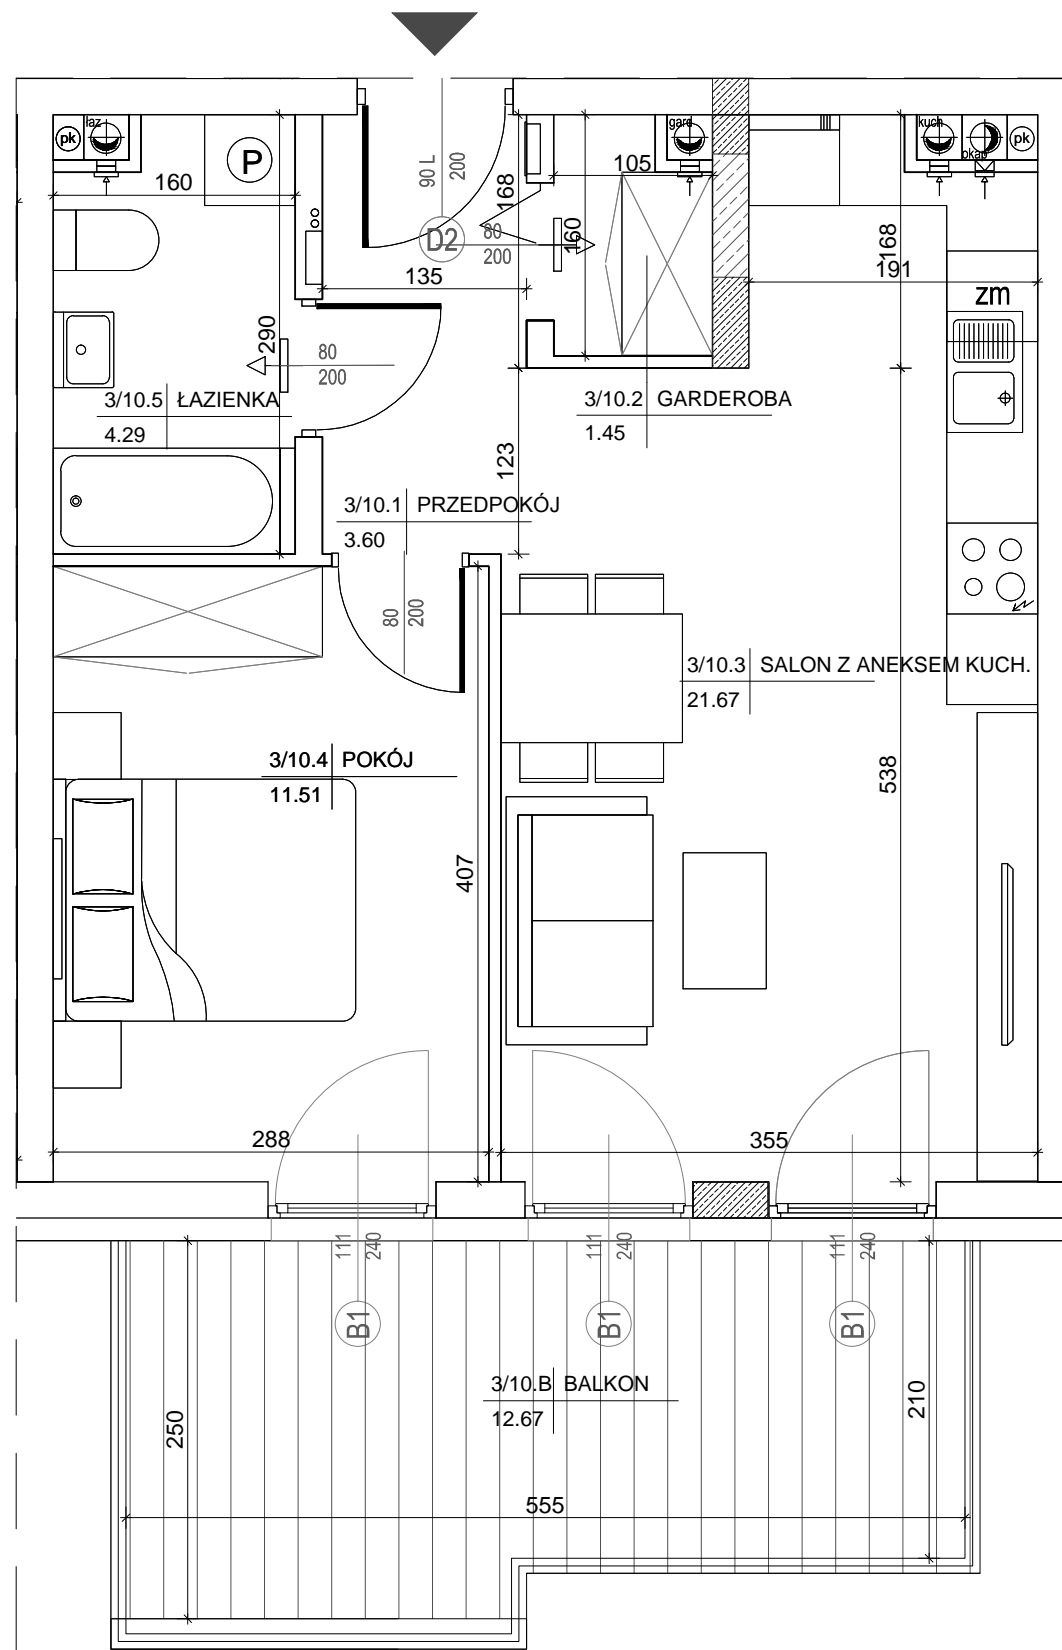 łaz
gard
kuch
okap
pk
pk
P
90 L
200
160
168
105
160
168
D2
80
200
135
191
zm
290
80
200
3/10.5 ŁAZIENKA
4.29
3/10.2 GARDEROBA
1.45
123
3/10.1 PRZEDPOKÓJ
3.60
80
200
3/10.3 SALON Z ANEKSEM KUCH.
21.67
3/10.4 POKÓJ
11.51
538
407
288
355
111
240
111
240
111
240
B1
B1
B1
3/10.B BALKON
12.67
250
210
555